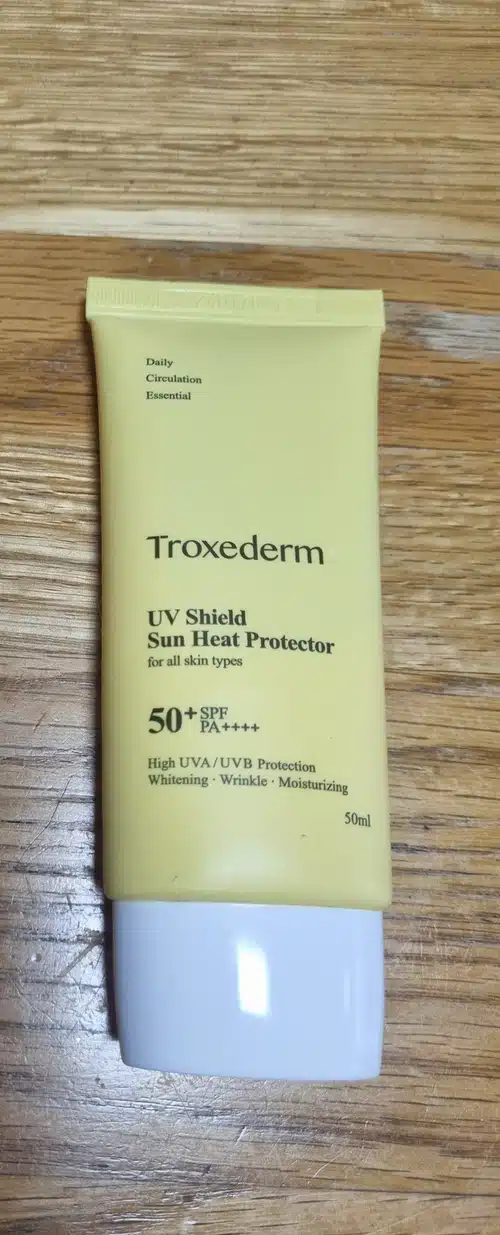 Daily
Circulation
Essential
Troxederm
UV Shield
Sun Heat Protector
for all skin types
50+ SPF
PA++++
High UVA/UVB Protection
Whitening · Wrinkle · Moisturizing
50ml